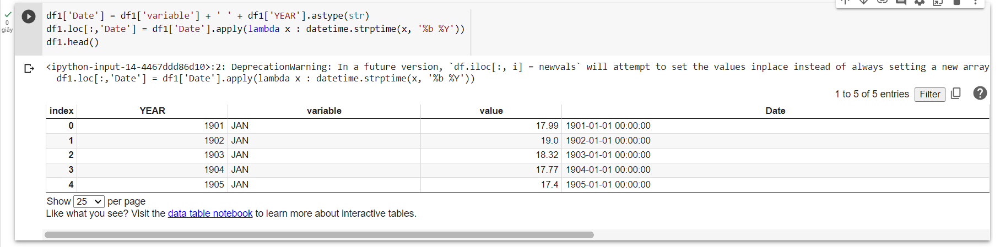 0
giây
df1['Date'] = df1['variable'] + ' ' + df1['YEAR'].astype(str)
df1.loc[:,'Date'] = df1['Date'].apply(lambda x : datetime.strptime(x, '%b %Y'))
df1.head()
<ipython-input-14-4467ddd86d10>:2: DeprecationWarning: In a future version, `df.iloc[:, i] = newvals` will attempt to set the values inplace instead of always setting a new array
df1.loc[:,'Date'] = df1['Date'].apply(lambda x : datetime.strptime(x, '%b %Y'))
1 to 5 of 5 entries Filter ?
index YEAR variable value Date
0 1901 JAN 17.99 1901-01-01 00:00:00
1 1902 JAN 19.0 1902-01-01 00:00:00
2 1903 JAN 18.32 1903-01-01 00:00:00
3 1904 JAN 17.77 1904-01-01 00:00:00
4 1905 JAN 17.4 1905-01-01 00:00:00
Show 25 per page
Like what you see? Visit the data table notebook to learn more about interactive tables.